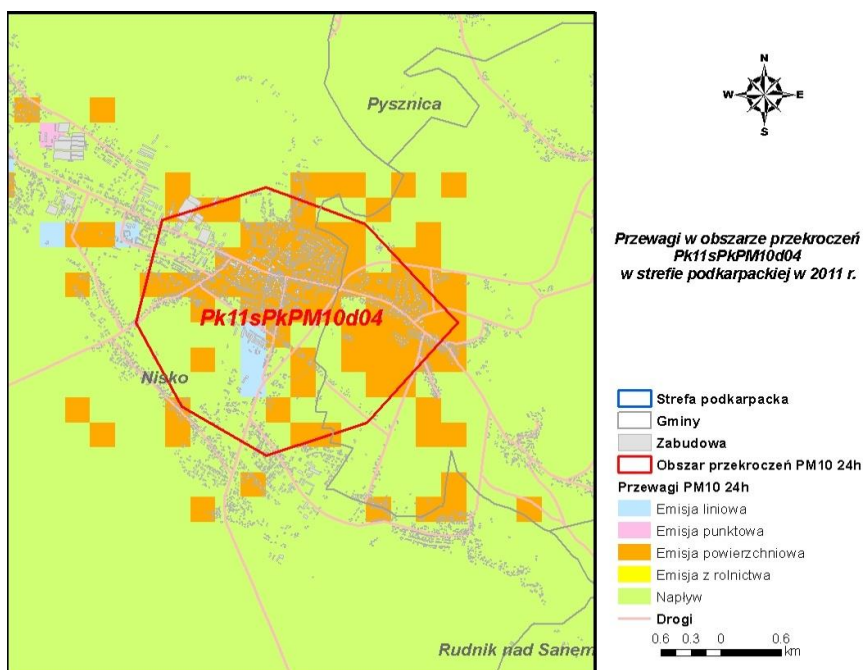 Pysznica
Pk11sPkPM10d04
Nisko
Rudnik nad Sanem
N
W E
S
Przewagi w obszarze przekroczeń
Pk11sPkPM10d04
w strefie podkarpackiej w 2011 r.
Strefa podkarpacka
Gminy
Zabudowa
Obszar przekroczeń PM10 24h
Przewagi PM10 24h
Emisja liniowa
Emisja punktowa
Emisja powierzchniowa
Emisja z rolnictwa
Napływ
Drogi
0.6 0.3 0 0.6
km